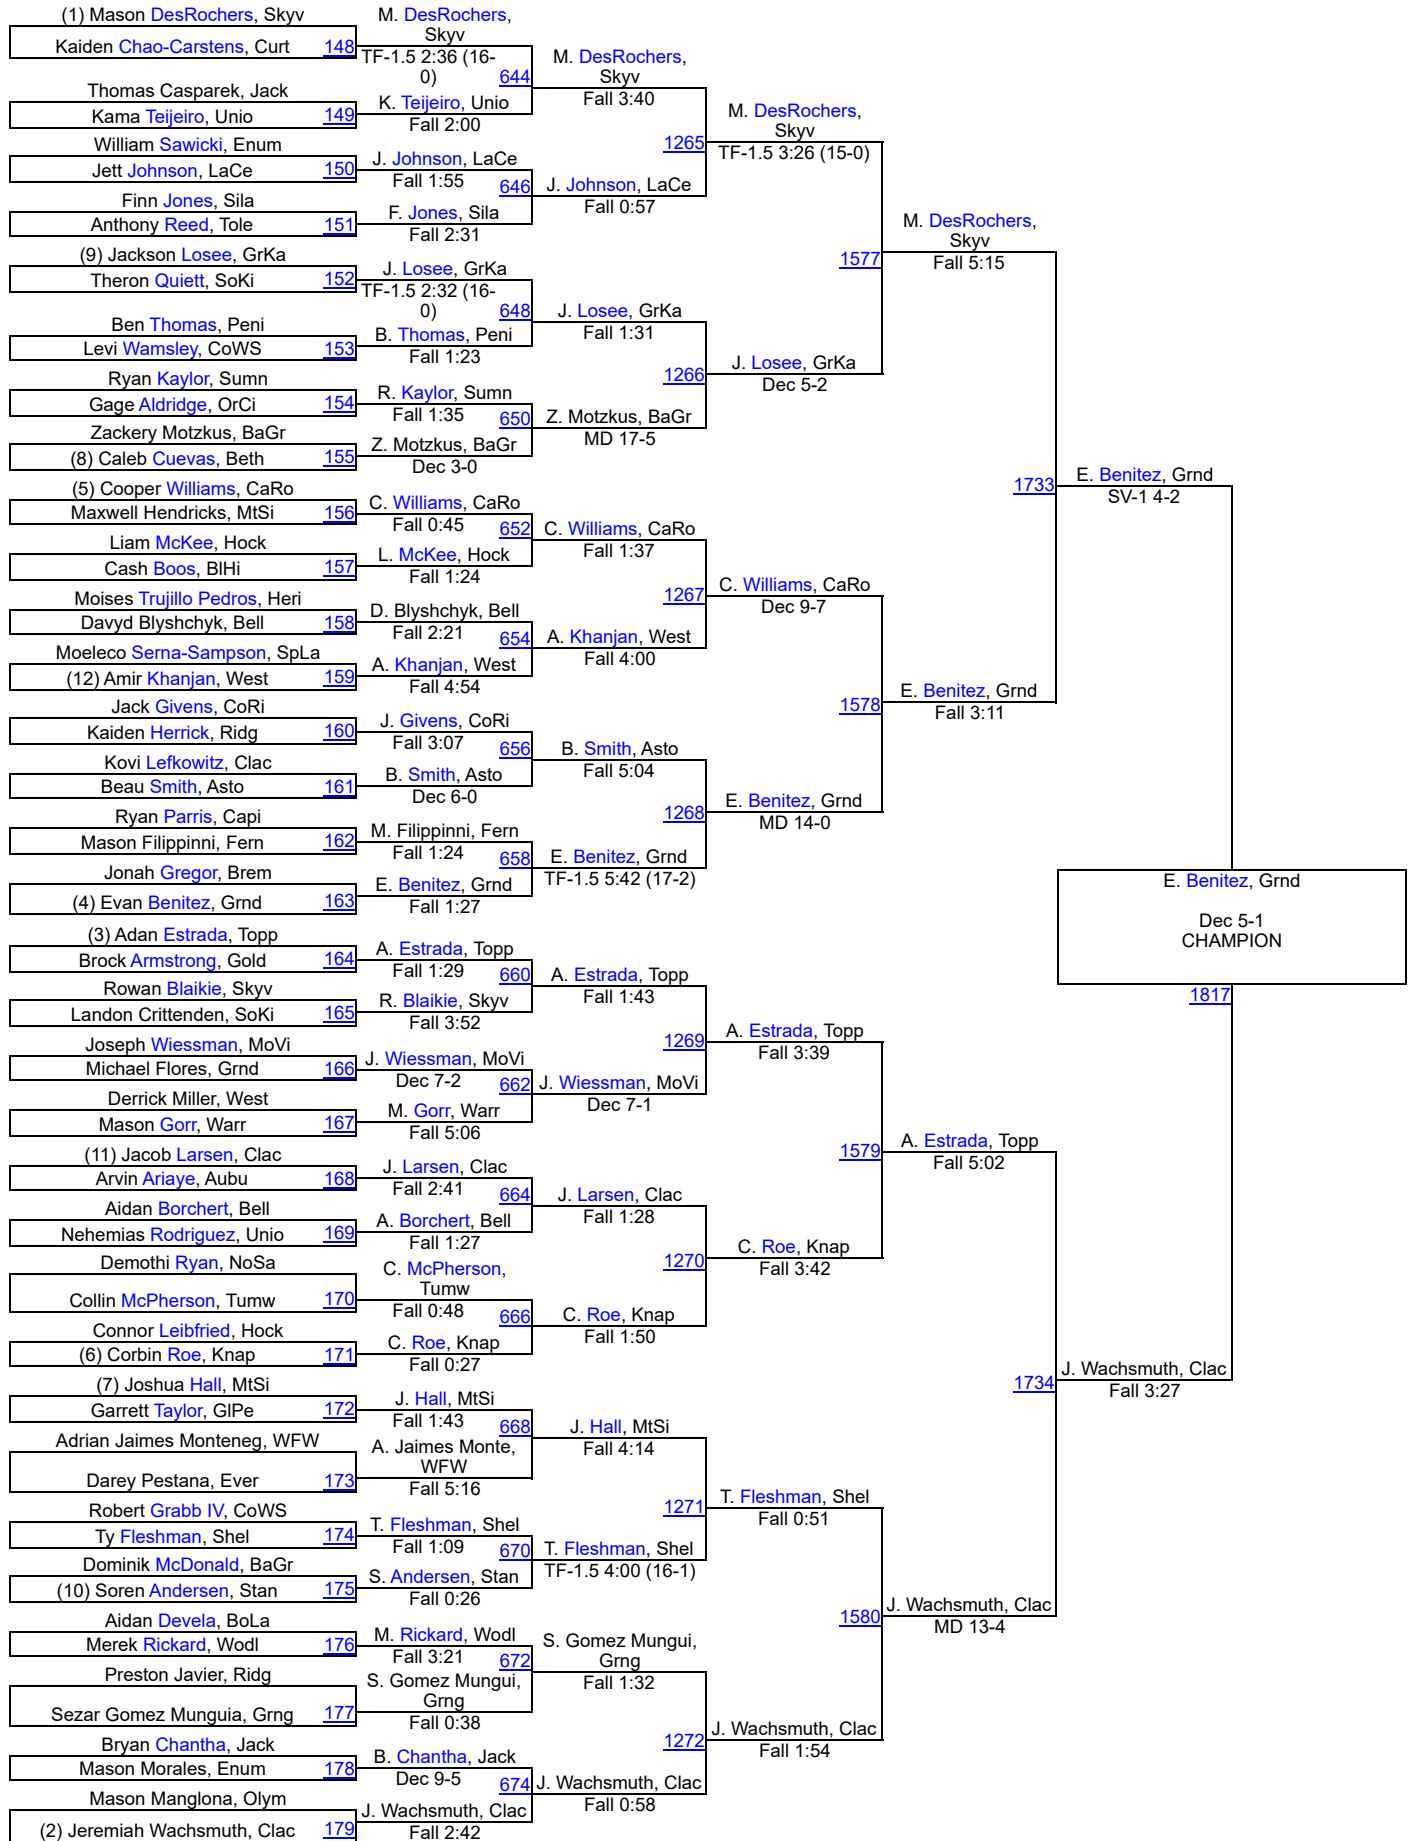 (1) Mason DesRochers, Skyv
Kaiden Chao-Carstens, Curt
148
Thomas Casparek, Jack
Kama Teijeiro, Unio
149
William Sawicki, Enum
Jett Johnson, LaCe
150
Finn Jones, Sila
Anthony Reed, Tole
151
(9) Jackson Losee, GrKa
Theron Quiett, SoKi
152
Ben Thomas, Peni
Levi Wamsley, CoWS
153
Ryan Kaylor, Sumn
Gage Aldridge, OrCi
154
Zackery Motzkus, BaGr
(8) Caleb Cuevas, Beth
155
(5) Cooper Williams, CaRo
Maxwell Hendricks, MtSi
156
Liam McKee, Hock
Cash Boos, BlHi
157
Moises Trujillo Pedros, Heri
Davyd Blyshchyk, Bell
158
Moeleco Serna-Sampson, SpLa
(12) Amir Khanjan, West
159
Jack Givens, CoRi
Kaiden Herrick, Ridg
160
Kovi Lefkowitz, Clac
Beau Smith, Asto
161
Ryan Parris, Capi
Mason Filippinni, Fern
162
Jonah Gregor, Brem
(4) Evan Benitez, Grnd
163
(3) Adan Estrada, Topp
Brock Armstrong, Gold
164
Rowan Blaikie, Skyv
Landon Crittenden, SoKi
165
Joseph Wiessman, MoVi
Michael Flores, Grnd
166
Derrick Miller, West
Mason Gorr, Warr
167
(11) Jacob Larsen, Clac
Arvin Ariaye, Aubu
168
Aidan Borchert, Bell
Nehemias Rodriguez, Unio
169
Demothi Ryan, NoSa
Collin McPherson, Tumw
170
Connor Leibfried, Hock
(6) Corbin Roe, Knap
171
(7) Joshua Hall, MtSi
Garrett Taylor, GlPe
172
Adrian Jaimes Monteneg, WFW
Darey Pestana, Ever
173
Robert Grabb IV, CoWS
Ty Fleshman, Shel
174
Dominik McDonald, BaGr
(10) Soren Andersen, Stan
175
Aidan Devela, BoLa
Merek Rickard, Wodl
176
Preston Javier, Ridg
Sezar Gomez Munguia, Grng
177
Bryan Chantha, Jack
Mason Morales, Enum
178
Mason Manglona, Olym
(2) Jeremiah Wachsmuth, Clac
179
M. DesRochers,
Skyv
TF-1.5 2:36 (16-
0)
644
K. Teijeiro, Unio
Fall 2:00
J. Johnson, LaCe
Fall 1:55
646
F. Jones, Sila
Fall 2:31
J. Losee, GrKa
TF-1.5 2:32 (16-
0)
648
B. Thomas, Peni
Fall 1:23
R. Kaylor, Sumn
Fall 1:35
650
Z. Motzkus, BaGr
Dec 3-0
C. Williams, CaRo
Fall 0:45
652
L. McKee, Hock
Fall 1:24
D. Blyshchyk, Bell
Fall 2:21
654
A. Khanjan, West
Fall 4:54
J. Givens, CoRi
Fall 3:07
656
B. Smith, Asto
Dec 6-0
M. Filippinni, Fern
Fall 1:24
658
E. Benitez, Grnd
Fall 1:27
A. Estrada, Topp
Fall 1:29
660
R. Blaikie, Skyv
Fall 3:52
J. Wiessman, MoVi
Dec 7-2
662
M. Gorr, Warr
Fall 5:06
J. Larsen, Clac
Fall 2:41
664
A. Borchert, Bell
Fall 1:27
C. McPherson,
Tumw
Fall 0:48
666
C. Roe, Knap
Fall 0:27
J. Hall, MtSi
Fall 1:43
668
A. Jaimes Monte,
WFW
Fall 5:16
T. Fleshman, Shel
Fall 1:09
670
S. Andersen, Stan
Fall 0:26
M. Rickard, Wodl
Fall 3:21
672
S. Gomez Mungui,
Grng
Fall 0:38
B. Chantha, Jack
Dec 9-5
674
J. Wachsmuth, Clac
Fall 2:42
M. DesRochers,
Skyv
Fall 3:40
1265
J. Johnson, LaCe
Fall 0:57
J. Losee, GrKa
Fall 1:31
1266
Z. Motzkus, BaGr
MD 17-5
C. Williams, CaRo
Fall 1:37
1267
A. Khanjan, West
Fall 4:00
B. Smith, Asto
Fall 5:04
1268
E. Benitez, Grnd
TF-1.5 5:42 (17-2)
A. Estrada, Topp
Fall 1:43
1269
J. Wiessman, MoVi
Dec 7-1
J. Larsen, Clac
Fall 1:28
1270
C. Roe, Knap
Fall 1:50
J. Hall, MtSi
Fall 4:14
1271
T. Fleshman, Shel
TF-1.5 4:00 (16-1)
S. Gomez Mungui,
Grng
Fall 1:32
1272
J. Wachsmuth, Clac
Fall 0:58
M. DesRochers,
Skyv
TF-1.5 3:26 (15-0)
1577
J. Losee, GrKa
Dec 5-2
C. Williams, CaRo
Dec 9-7
1578
E. Benitez, Grnd
MD 14-0
A. Estrada, Topp
Fall 3:39
1579
C. Roe, Knap
Fall 3:42
T. Fleshman, Shel
Fall 0:51
1580
J. Wachsmuth, Clac
Fall 1:54
M. DesRochers,
Skyv
Fall 5:15
1733
E. Benitez, Grnd
Fall 3:11
A. Estrada, Topp
Fall 5:02
1734
J. Wachsmuth, Clac
MD 13-4
E. Benitez, Grnd
SV-1 4-2
J. Wachsmuth, Clac
Fall 3:27
E. Benitez, Grnd
Dec 5-1
CHAMPION
1817